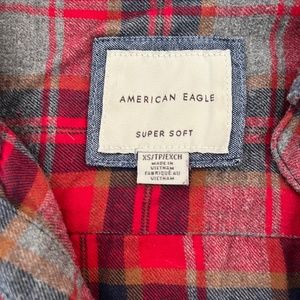 AMERICAN EAGLE
SUPER SOFT
XS/TP/EXCH
MADE IN
VIETNAM
FABRIQUÉ AU
VIETNAM